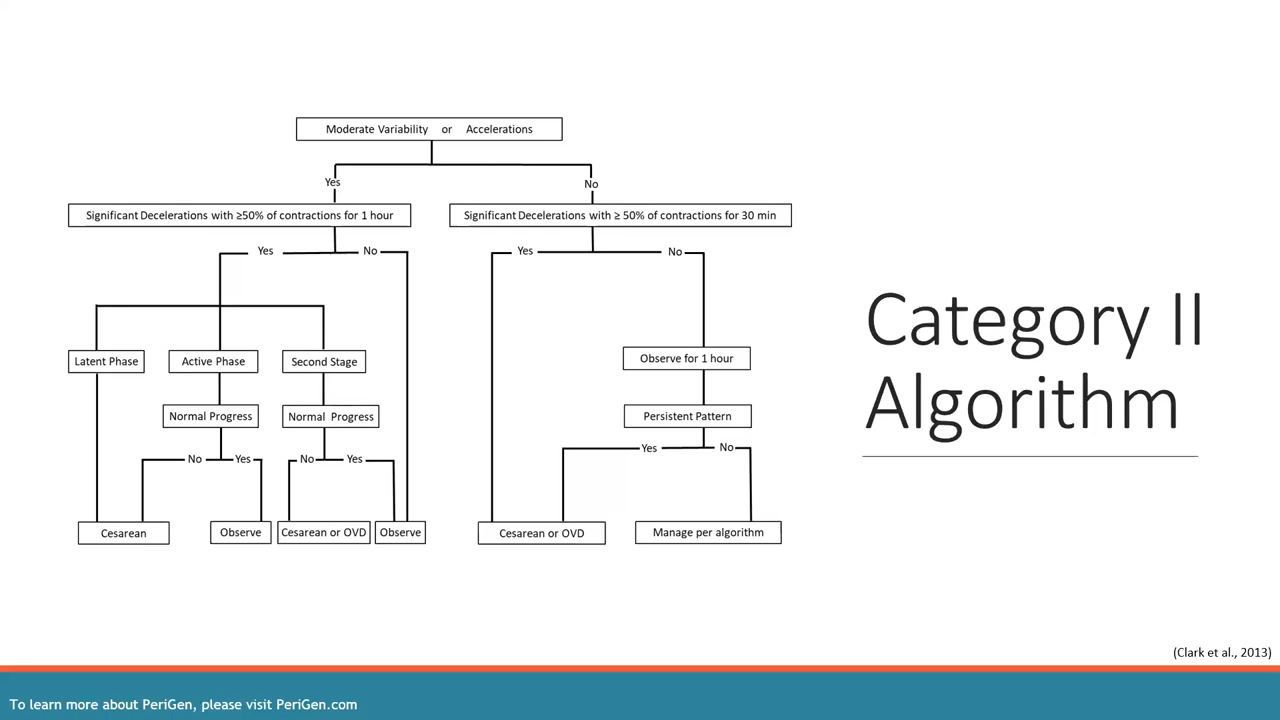 Moderate Variability or Accelerations
Yes
No
Significant Decelerations with ≥50% of contractions for 1 hour
Significant Decelerations with ≥ 50% of contractions for 30 min
Yes
No
Yes
No
Latent Phase
Active Phase
Second Stage
Observe for 1 hour
Normal Progress
Normal Progress
Persistent Pattern
No
Yes
No
Yes
Yes
No
Cesarean
Observe
Cesarean or OVD
Observe
Cesarean or OVD
Manage per algorithm
Category II
Algorithm
(Clark et al., 2013)
To learn more about PeriGen, please visit PeriGen.com